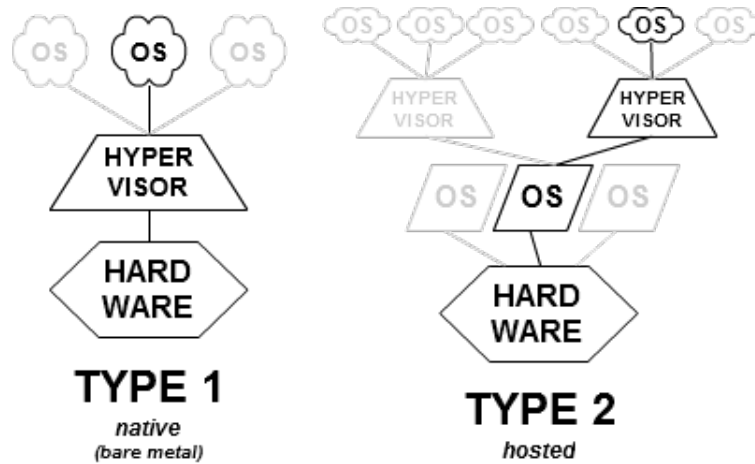 OS OS OS
HYPER
VISOR
HARD
WARE
TYPE 1
native
(bare metal)
OS OS OS OS OS OS
HYPER
VISOR
HYPER
VISOR
OS OS OS
HARD
WARE
TYPE 2
hosted